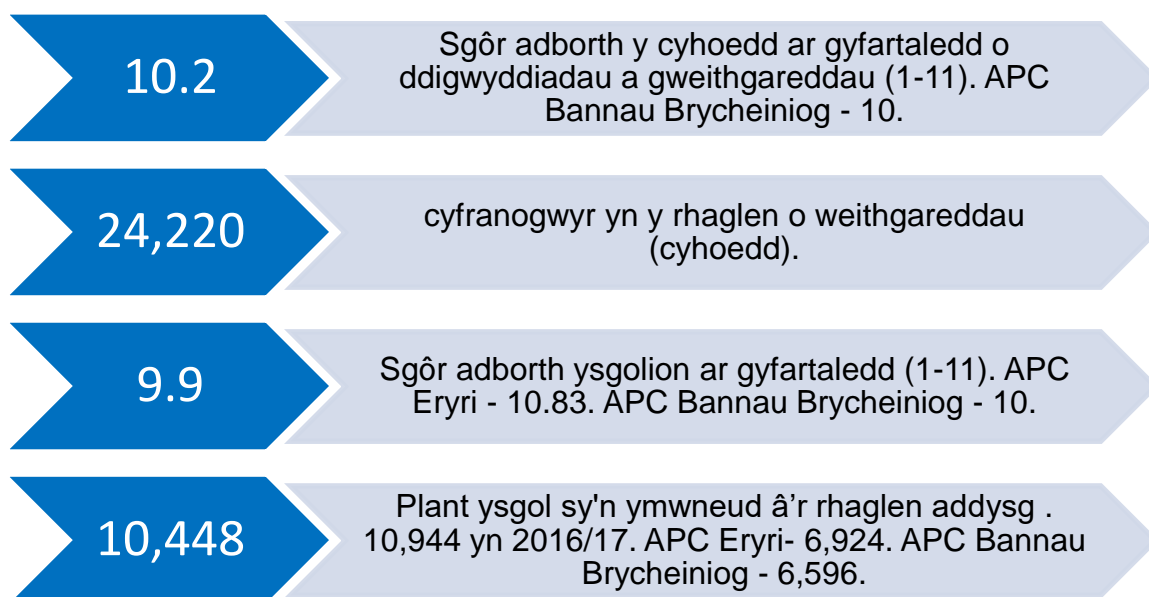 10.2
Sgôr adborth y cyhoedd ar gyfartaledd o
ddigwyddiadau a gweithgareddau (1-11). APC
Bannau Brycheiniog - 10.
24,220
cyfranogwyr yn y rhaglen o weithgareddau
(cyhoedd).
9.9
Sgôr adborth ysgolion ar gyfartaledd (1-11). APC
Eryri - 10.83. APC Bannau Brycheiniog - 10.
10,448
Plant ysgol sy'n ymwneud â’r rhaglen addysg .
10,944 yn 2016/17. APC Eryri- 6,924. APC Bannau
Brycheiniog - 6,596.